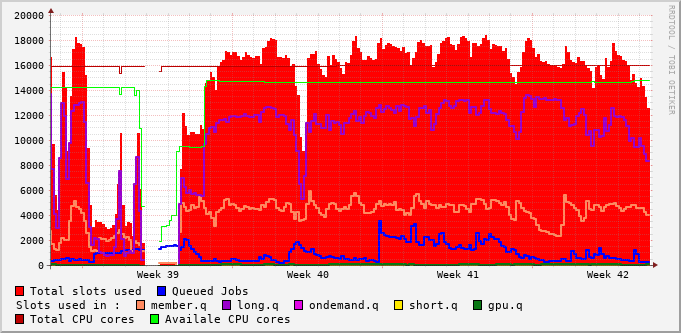 20000
18000
16000
14000
12000
10000
8000
6000
4000
2000
0
Week 39 Week 40 Week 41 Week 42
RRDTOOL / TOBI OETIKER
Total slots used Queued Jobs
Slots used in : member.q long.q ondemand.q short.q gpu.q
Total CPU cores Availale CPU cores